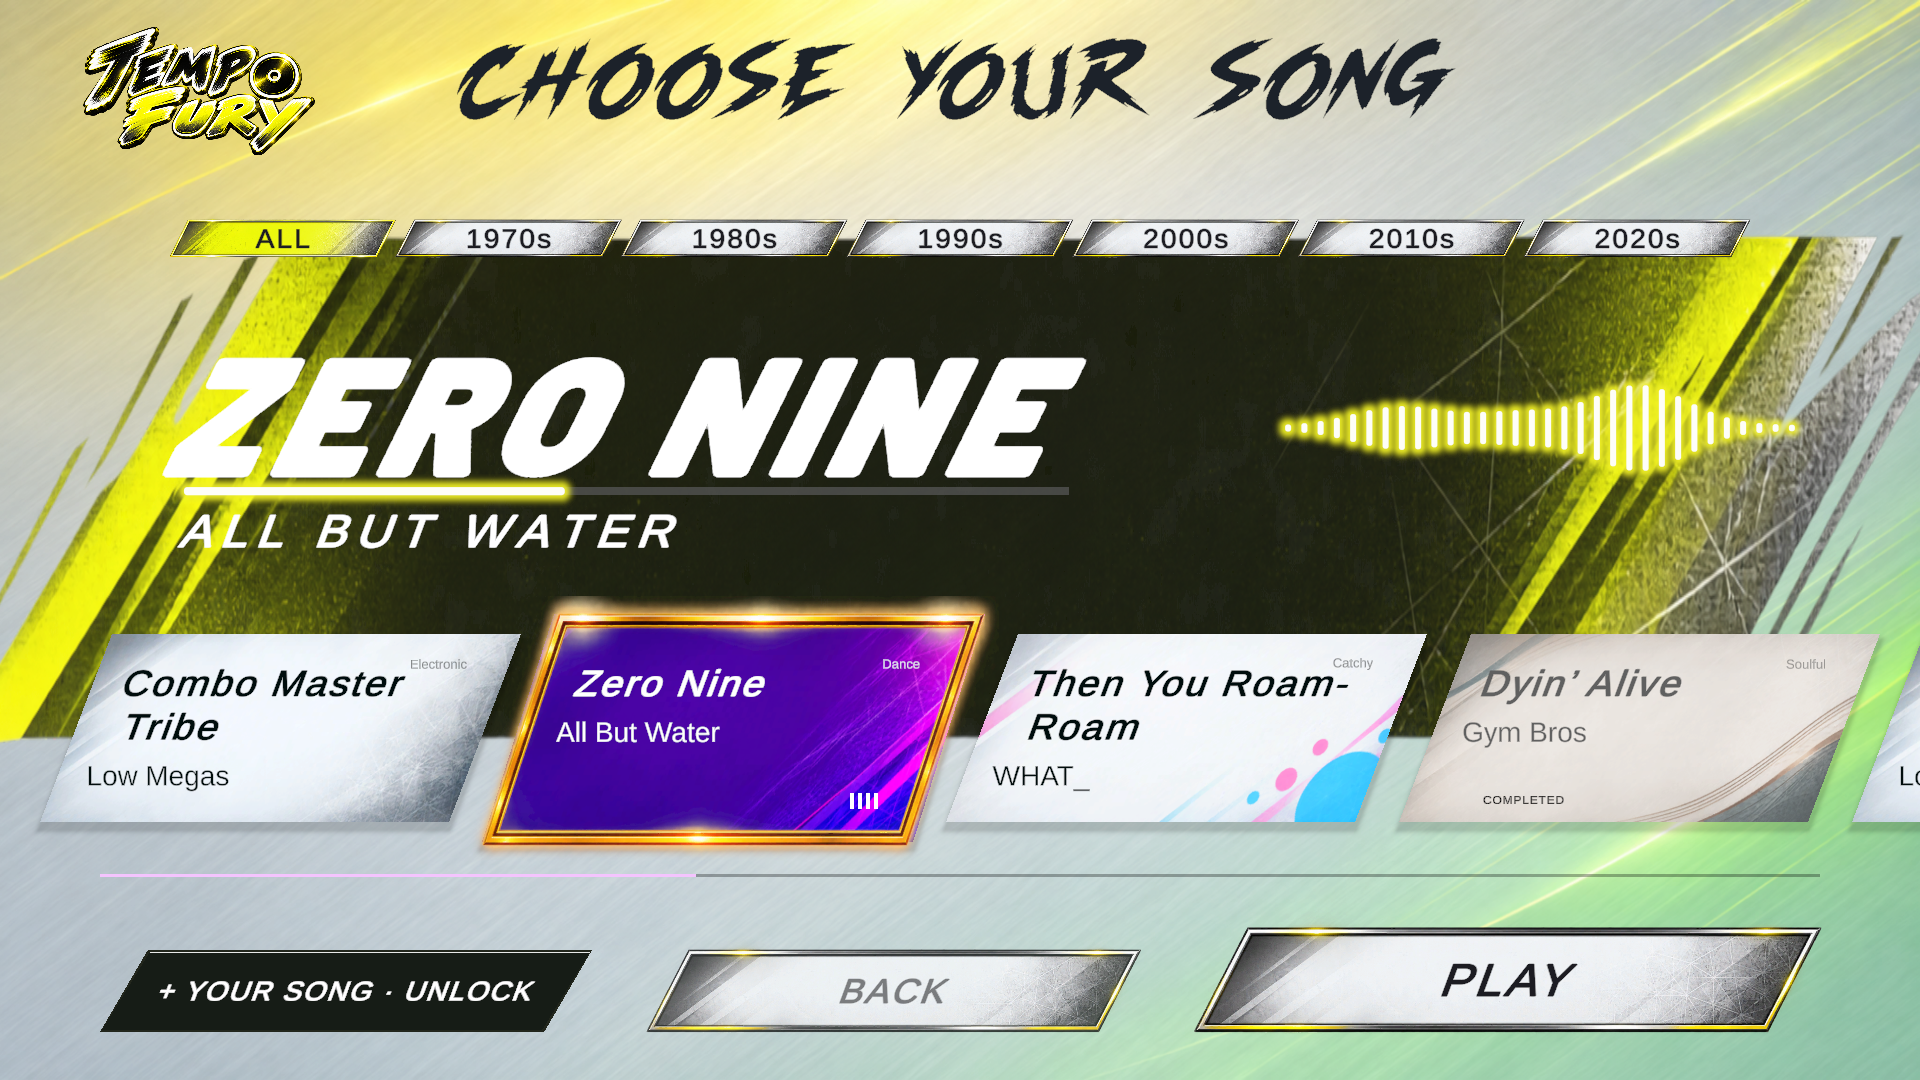 TEMPO
FURY
CHOOSE YOUR SONG
ALL
1970s
1980s
1990s
2000s
2010s
2020s
ZERO NINE
ALL BUT WATER
Electronic
Combo Master
Tribe
Low Megas
Dance
Zero Nine
All But Water
Catchy
Then You Roam-
Roam
WHAT_
Soulful
Dyin’ Alive
Gym Bros
COMPLETED
+ YOUR SONG · UNLOCK
BACK
PLAY